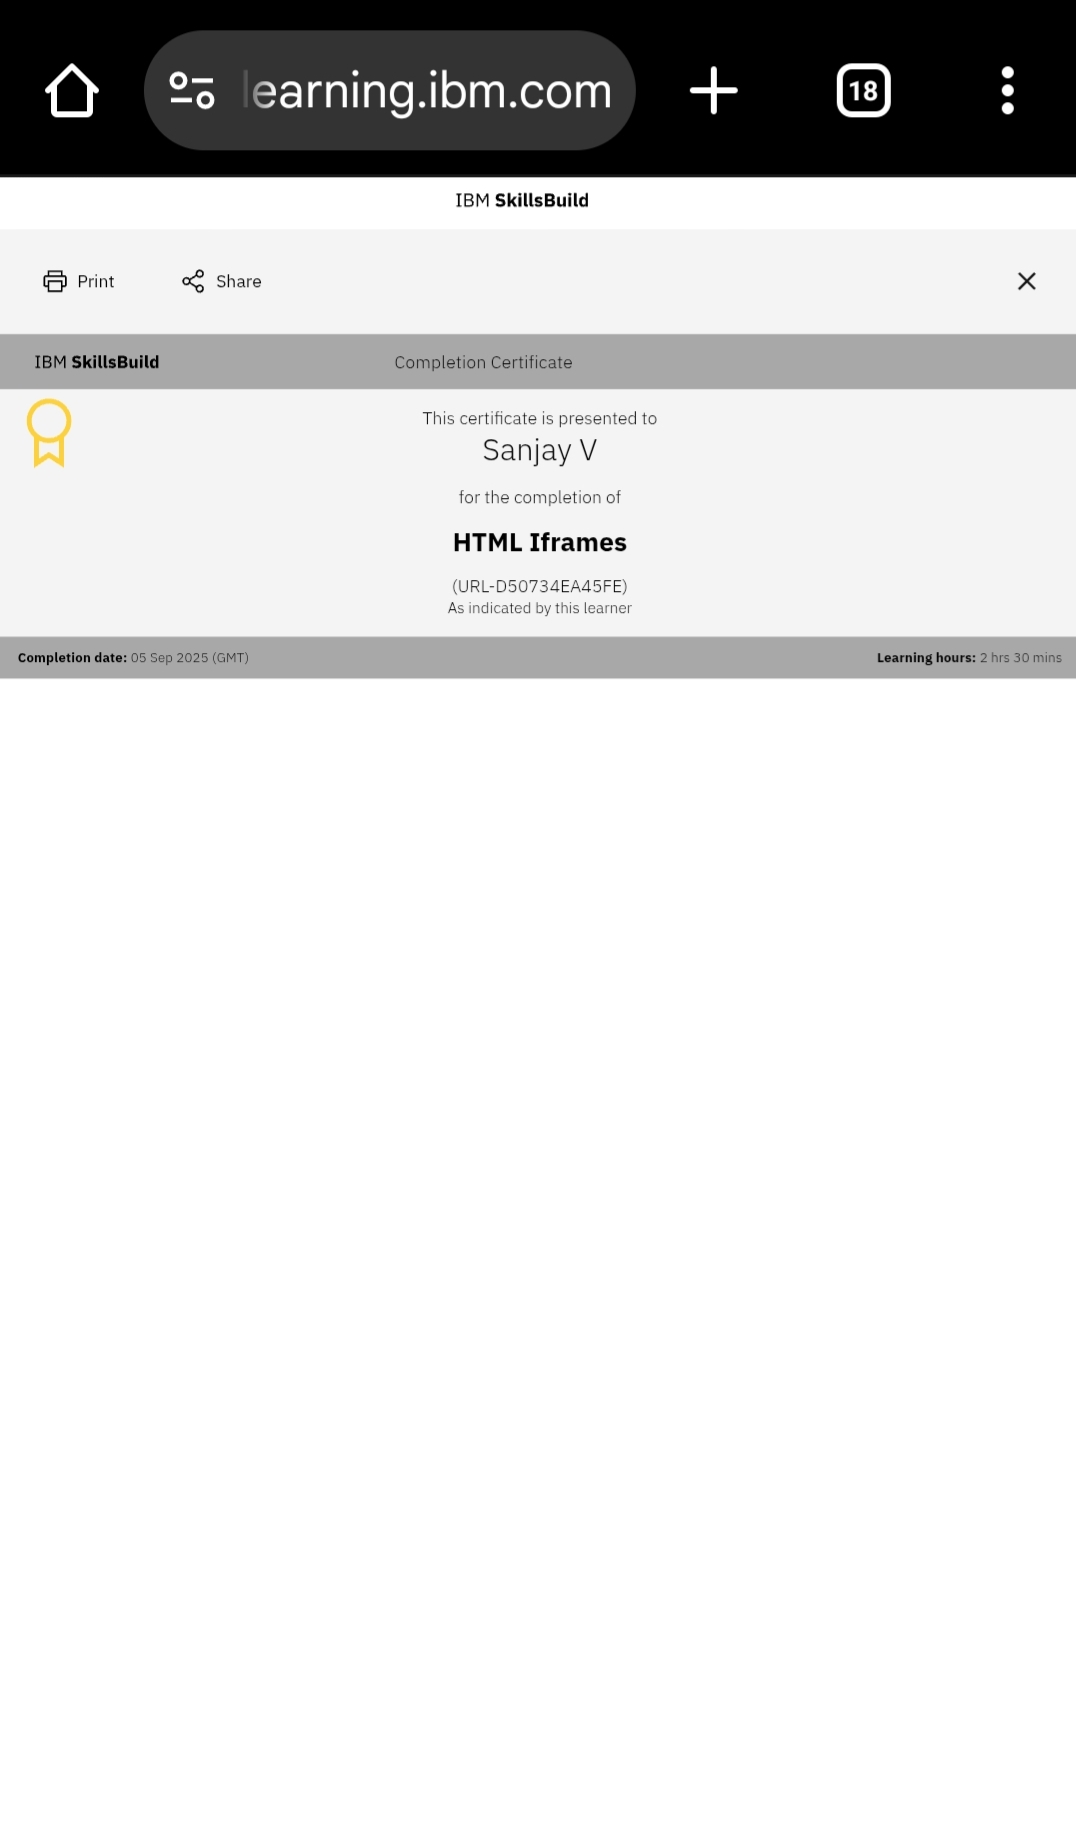 learning.ibm.com
18
IBM SkillsBuild
Print
Share
IBM SkillsBuild
Completion Certificate
This certificate is presented to
Sanjay V
for the completion of
HTML Iframes
(URL-D50734EA45FE)
As indicated by this learner
Completion date: 05 Sep 2025 (GMT)
Learning hours: 2 hrs 30 mins